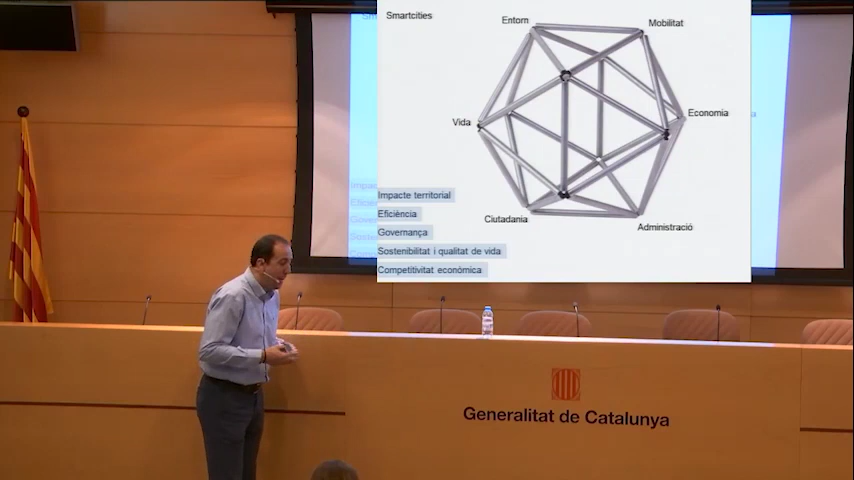 Smartcities
Entorn
Mobilitat
Vida
Economia
Impacte territorial
Eficiència
Governança
Sostenibilitat i qualitat de vida
Competitivitat económica
Ciutadania
Administració
Generalitat de Catalunya